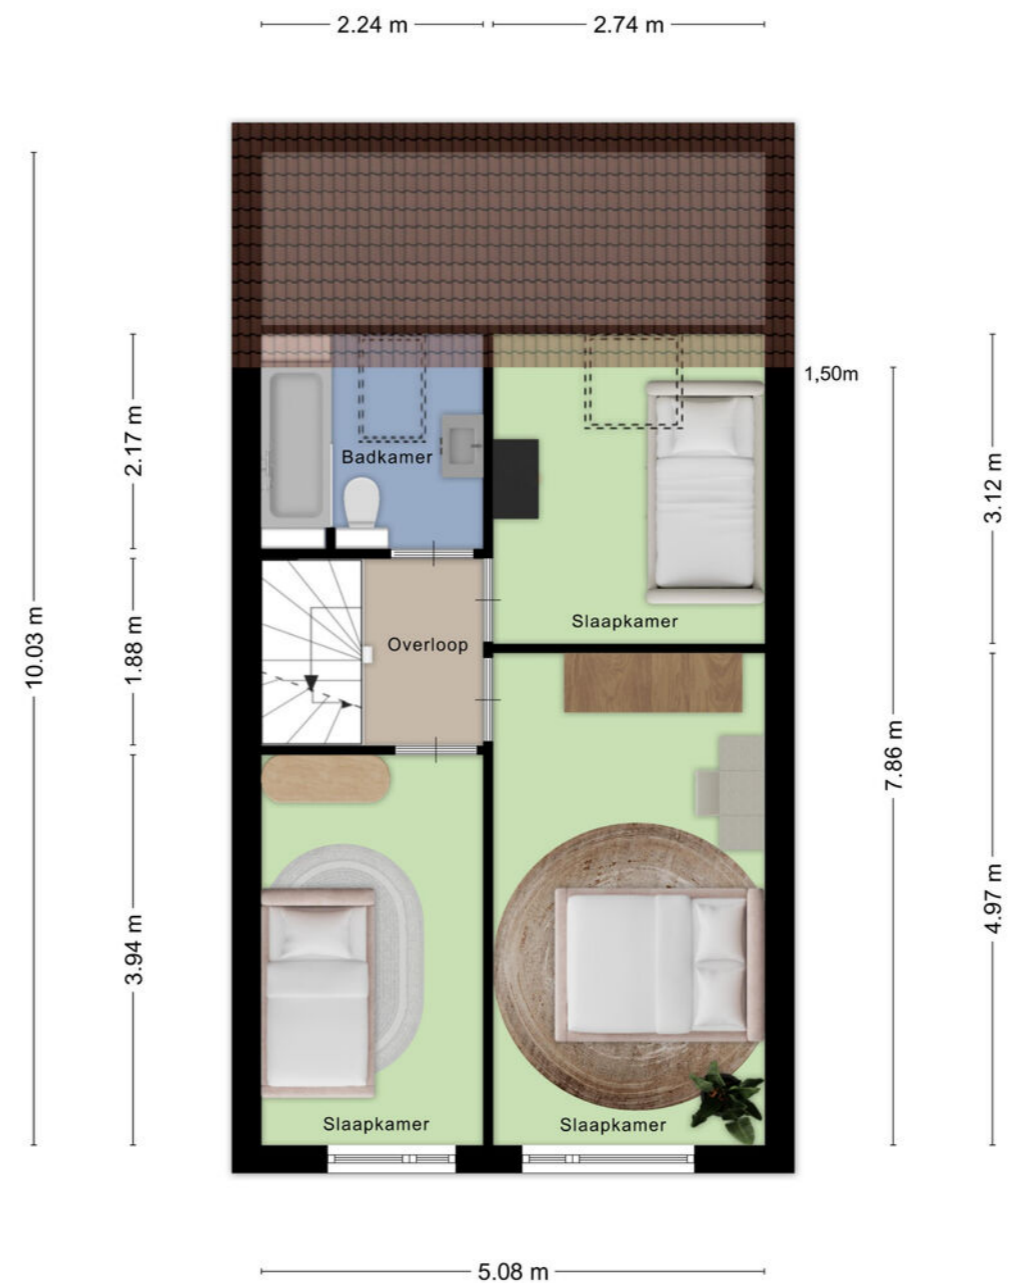 2.24 m
2.74 m
1,50m
2.17 m
Badkamer
3.12 m
Slaapkamer
10.03 m
1.88 m
Overloop
7.86 m
3.94 m
4.97 m
Slaapkamer
Slaapkamer
5.08 m